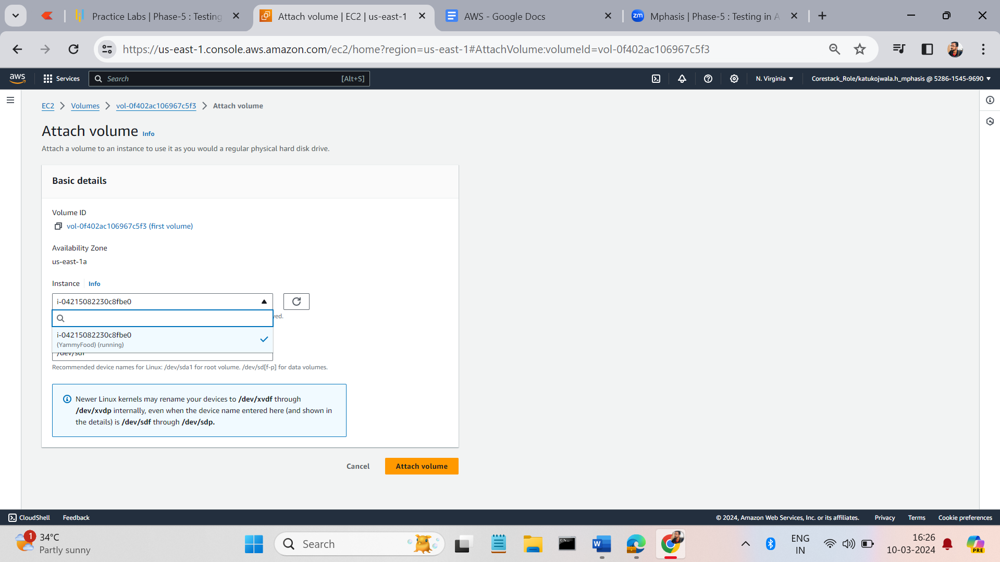 Practice Labs | Phase-5 : Testing
Attach volume | EC2 | us-east-1
AWS - Google Docs
zm
Mphasis | Phase-5 : Testing in A
https://us-east-1.console.aws.amazon.com/ec2/home?region=us-east-1#AttachVolume:volumeId=vol-0f402ac106967c5f3
aws
Services
Search
[Alt+S]
N. Virginia
Corestack_Role/katukojwala.h_mphasis @ 5286-1545-9690
EC2
Volumes
vol-0f402ac106967c5f3
Attach volume
Attach volume Info
Attach a volume to an instance to use it as you would a regular physical hard disk drive.
Basic details
Volume ID
vol-0f402ac106967c5f3 (first volume)
Availability Zone
us-east-1a
Instance Info
i-04215082230c8fbe0
ved.
i-04215082230c8fbe0
(YammyFood) (running)
/dev/sdf
Recommended device names for Linux: /dev/sda1 for root volume. /dev/sd[f-p] for data volumes.
Newer Linux kernels may rename your devices to /dev/xvdf through
/dev/xvdp internally, even when the device name entered here (and shown in
the details) is /dev/sdf through /dev/sdp.
Cancel
Attach volume
CloudShell
Feedback
© 2024, Amazon Web Services, Inc. or its affiliates.
Privacy
Terms
Cookie preferences
1
34°C
Partly sunny
Search
W
ENG
IN
16:26
10-03-2024
PRE